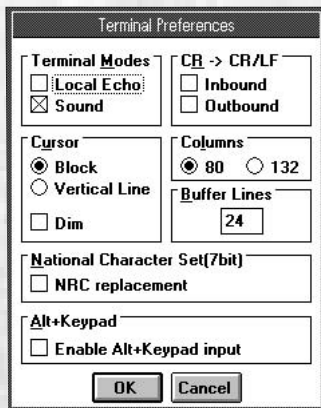 Terminal Preferences
Terminal Modes
Local Echo
Sound
CR -> CR/LF
Inbound
Outbound
Cursor
Block
Vertical Line
Dim
Columns
80 132
Buffer Lines
24
National Character Set(7bit)
NRC replacement
Alt+Keypad
Enable Alt+Keypad input
OK Cancel